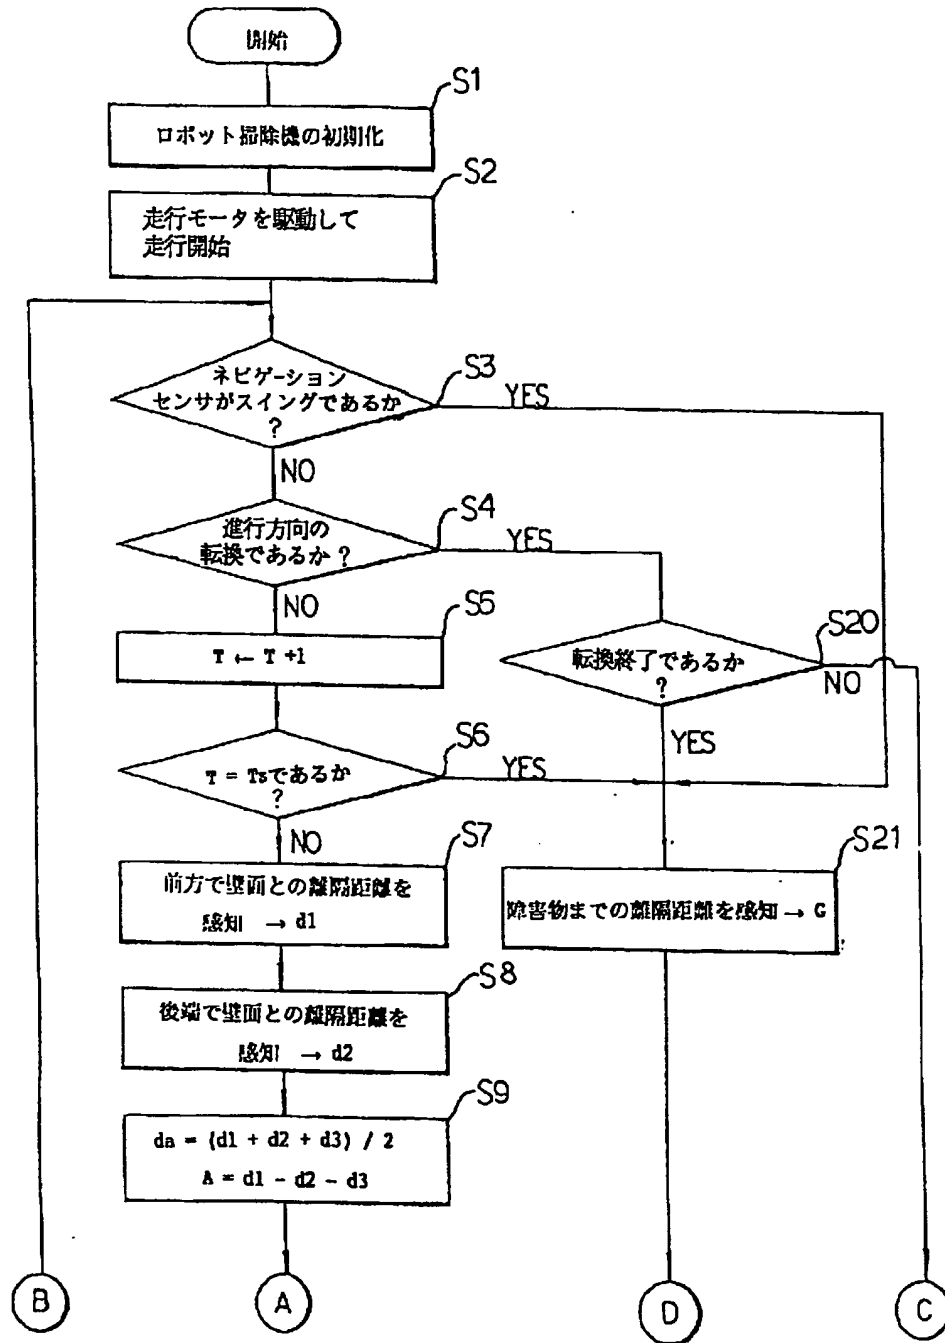 開始
S1
ロボット掃除機の初期化
S2
走行モータを駆動して
走行開始
ネビゲーション
センサがスイングであるか
?
S3
YES
NO
進行方向の
転換であるか?
S4
YES
NO
S5
T ← T +1
転換終了であるか
?
S20
NO
YES
T = Tsであるか
?
S6
YES
NO
S7
前方で壁面との離隔距離を
感知 → d1
S21
障害物までの離隔距離を感知 → G
S8
後端で壁面との離隔距離を
感知 → d2
S9
da = (d1 + d2 + d3) / 2
A = d1 - d2 - d3
B
A
D
C